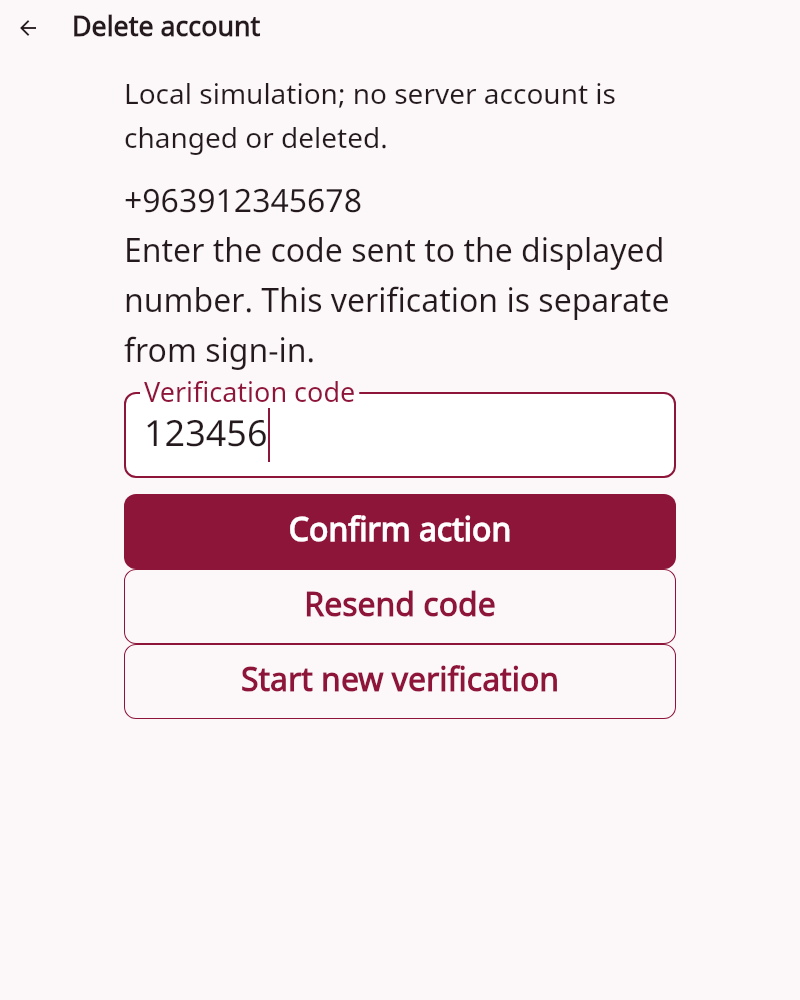 Delete account
Local simulation; no server account is
changed or deleted.
+963912345678
Enter the code sent to the displayed
number. This verification is separate
from sign-in.
Verification code
123456
Confirm action
Resend code
Start new verification